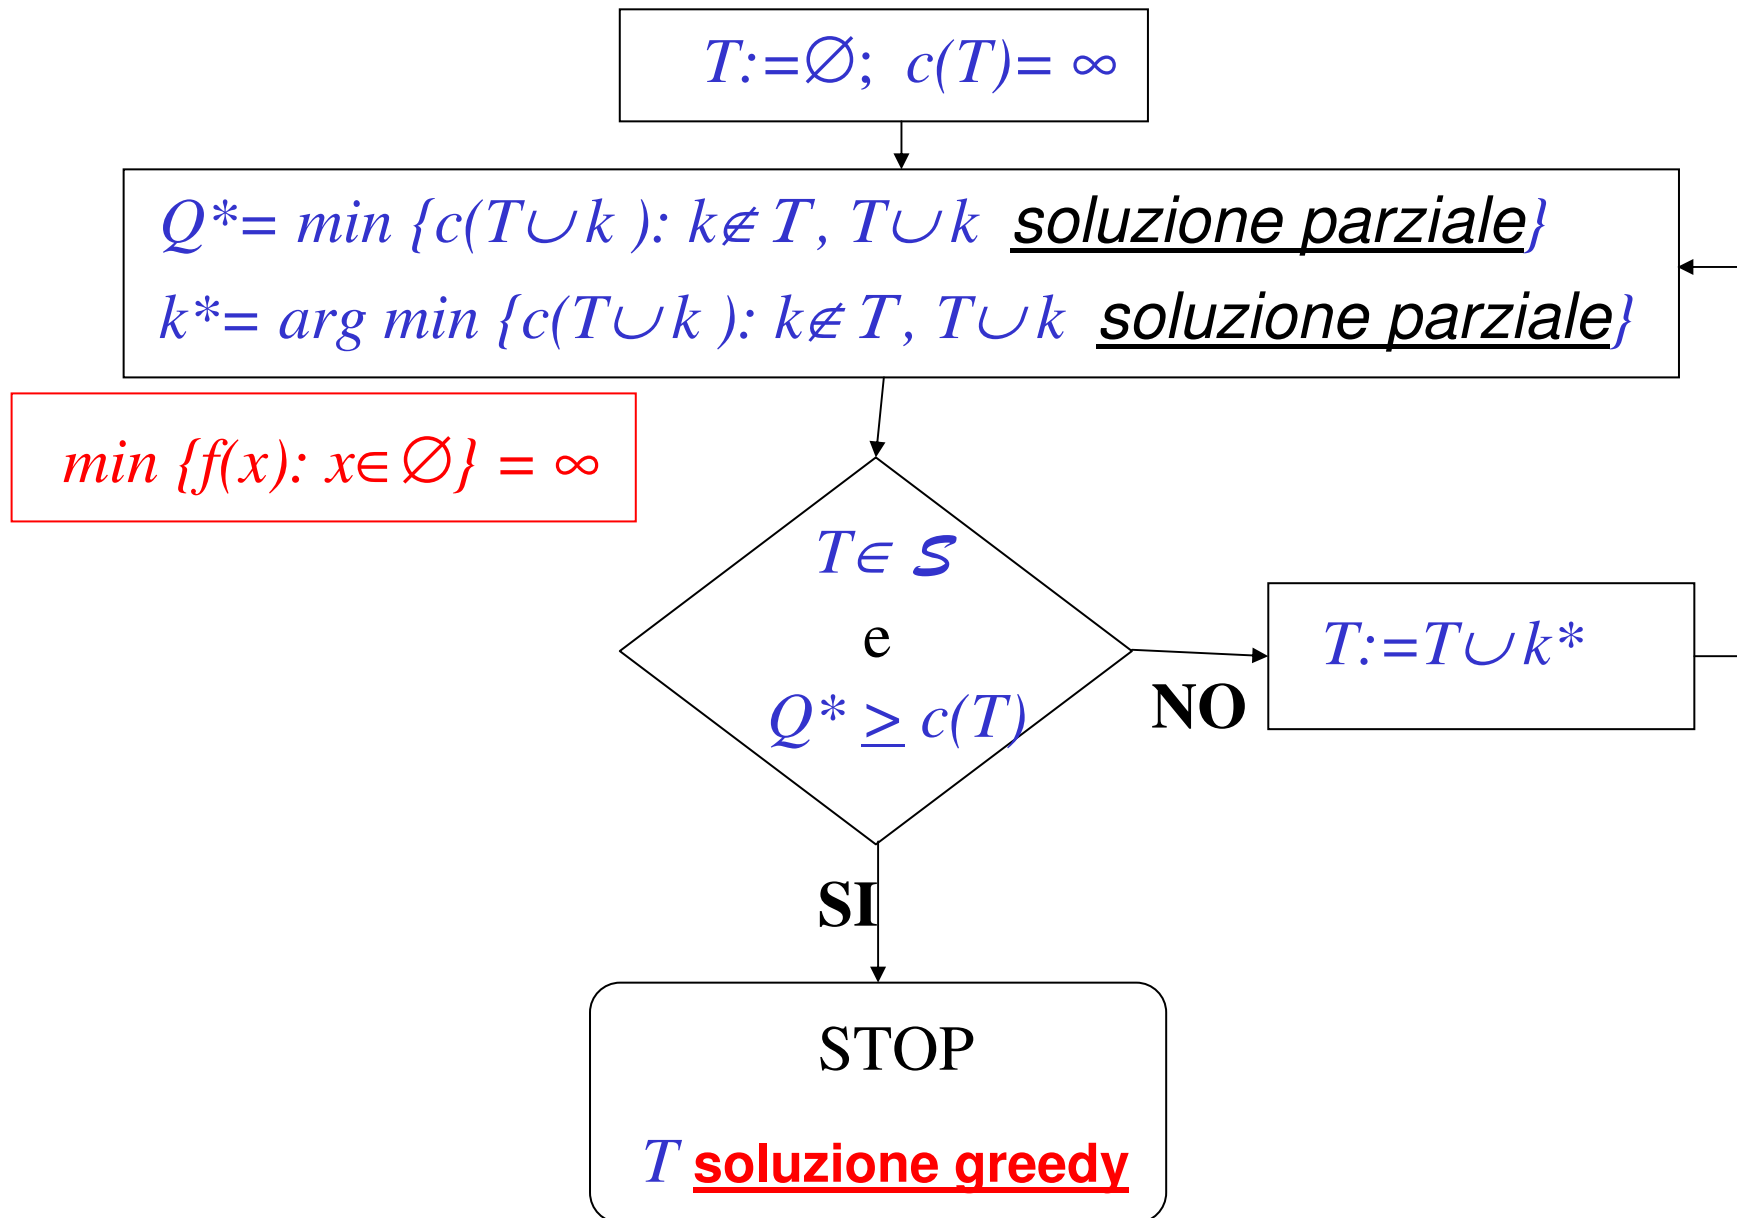 T:=∅; c(T)= ∞
Q*= min {c(T∪k ): k∉T, T∪k soluzione parziale}
k*= arg min {c(T∪k ): k∉T, T∪k soluzione parziale}
min {f(x): x∈∅} = ∞
T∈ S
e
Q* ≥ c(T)
NO
T:=T∪k*
SI
STOP
T soluzione greedy